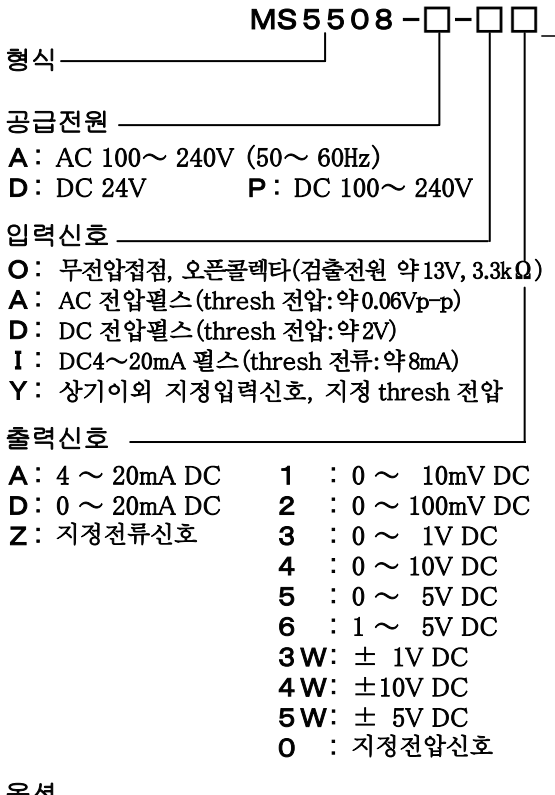 MS5508-□-□□_
형식
공급전원
A : AC 100～ 240V (50～ 60Hz)
D : DC 24V P : DC 100～ 240V
입력신호
O : 무전압접점, 오픈콜렉타(검출전원 약13V, 3.3kΩ)
A : AC 전압펄스(thresh 전압:약0.06Vp-p)
D : DC 전압펄스(thresh 전압:약2V)
I : DC4～20mA 펄스(thresh 전류:약8mA)
Y : 상기이외 지정입력신호, 지정 thresh 전압
출력신호
A : 4 ～ 20mA DC 1 : 0 ～ 10mV DC
D : 0 ～ 20mA DC 2 : 0 ～ 100mV DC
Z : 지정전류신호 3 : 0 ～ 1V DC
4 : 0 ～ 10V DC
5 : 0 ～ 5V DC
6 : 1 ～ 5V DC
3W: ± 1V DC
4W: ±10V DC
5W: ± 5V DC
0 : 지정전압신호
옵션